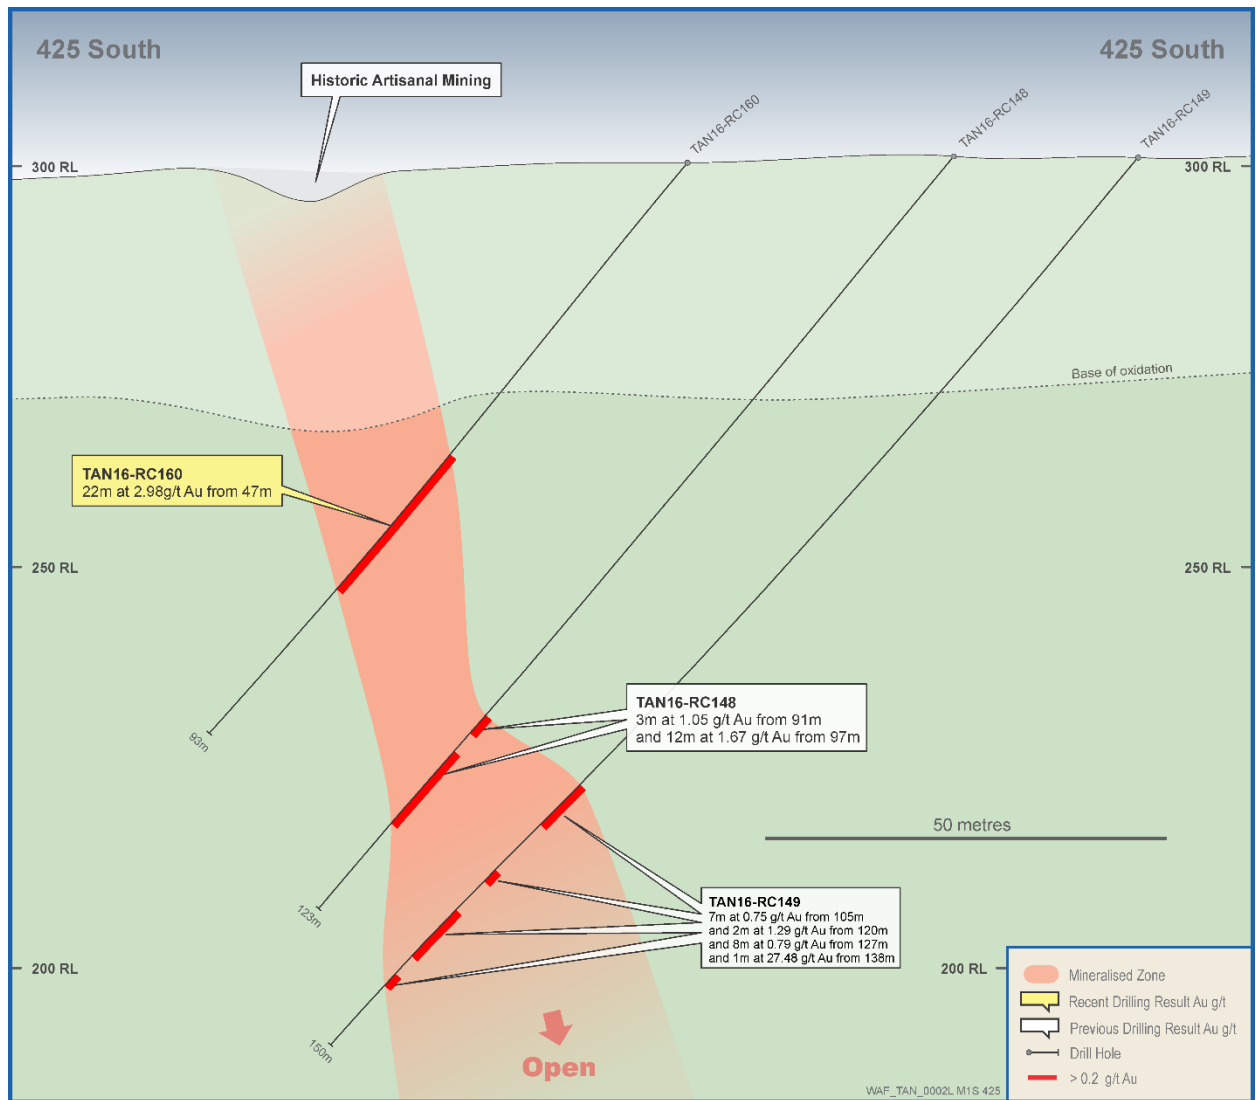 425 South
425 South
Historic Artisanal Mining
TAN16-RC160
TAN16-RC148
TAN16-RC149
300 RL
300 RL
Base of oxidation
TAN16-RC160
22m at 2.98g/t Au from 47m
250 RL
250 RL
TAN16-RC148
3m at 1.05 g/t Au from 91m
and 12m at 1.67 g/t Au from 97m
93m
50 metres
TAN16-RC149
7m at 0.75 g/t Au from 105m
and 2m at 1.29 g/t Au from 120m
and 8m at 0.79 g/t Au from 127m
and 1m at 27.48 g/t Au from 138m
123m
200 RL
200 RL
150m
Open
Mineralised Zone
Recent Drilling Result Au g/t
Previous Drilling Result Au g/t
Drill Hole
> 0.2 g/t Au
WAF_TAN_0002L M1S 425